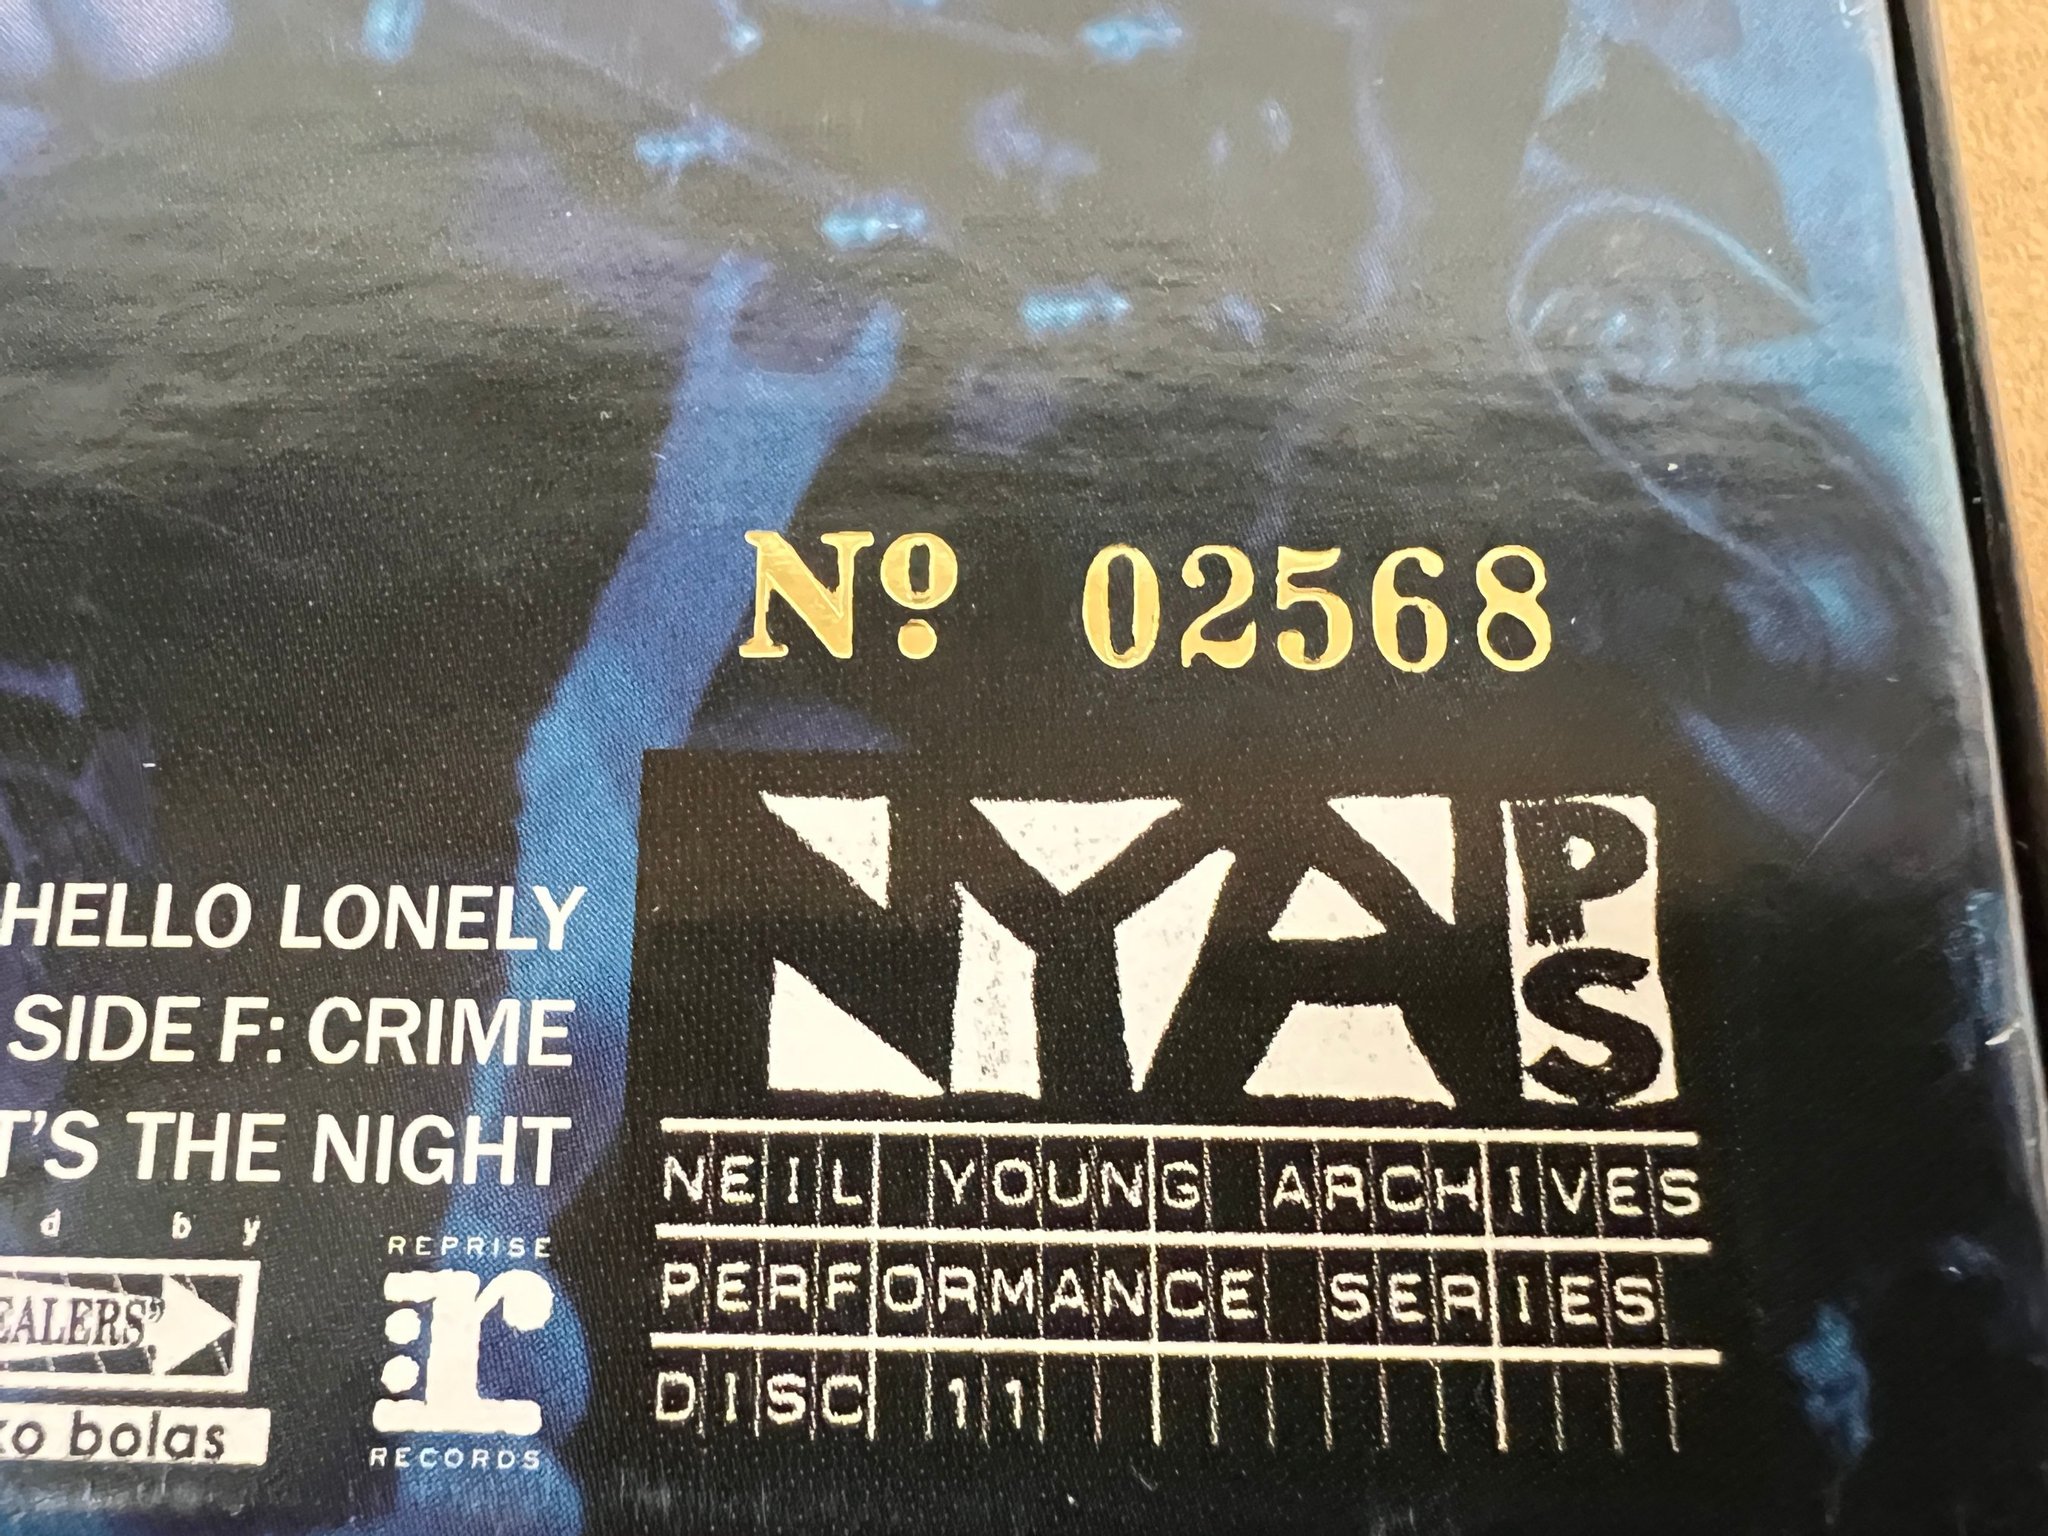 Nº 02568
NYA PS
HELLO LONELY
SIDE F: CRIME
T'S THE NIGHT
d by
EALERS"
ko bolas
REPRISE
r
RECORDS
NEIL YOUNG ARCHIVES
PERFORMANCE SERIES
DISC 11